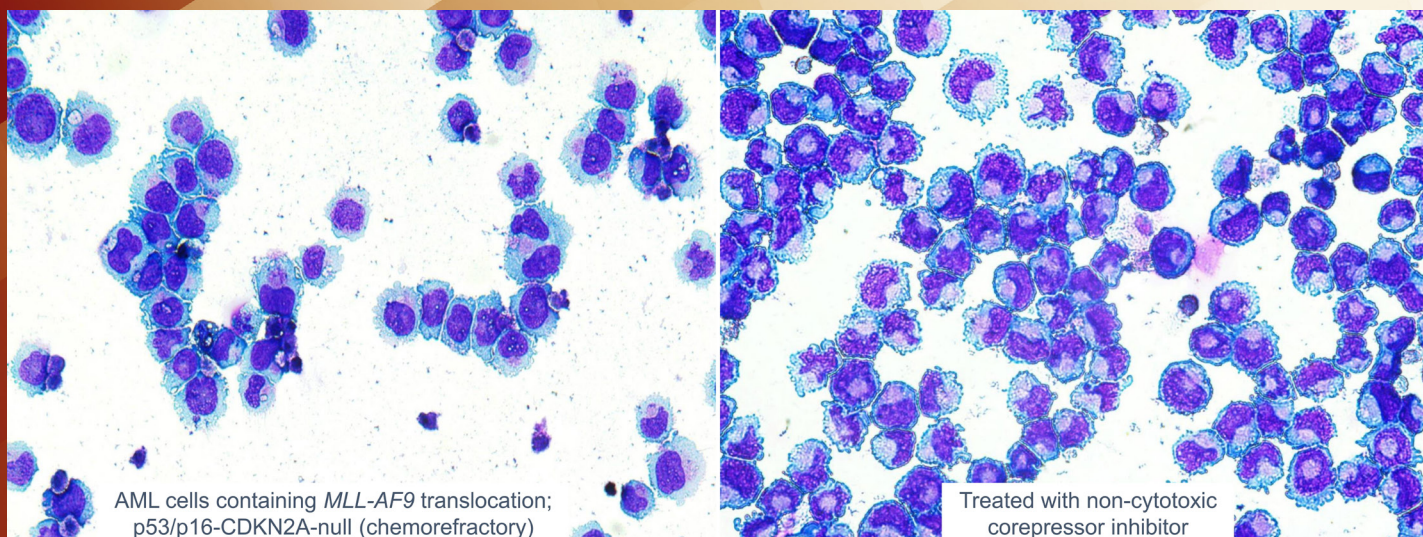 AML cells containing MLL-AF9 translocation;
p53/p16-CDKN2A-null (chemorefractory)
Treated with non-cytotoxic
corepressor inhibitor